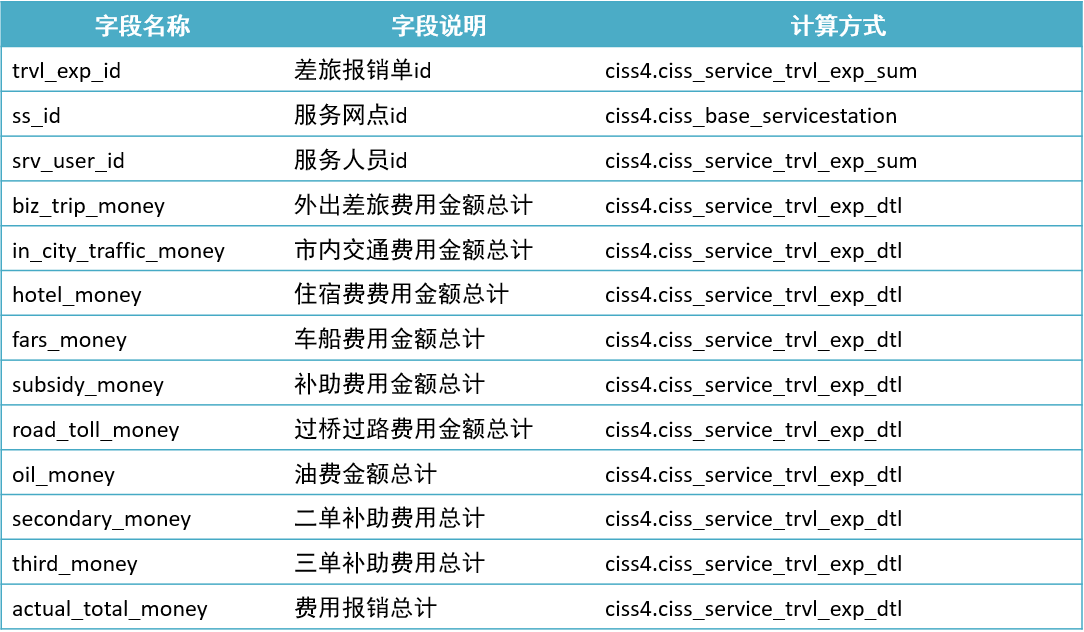 字段名称 字段说明 计算方式
trvl_exp_id 差旅报销单id ciss4.ciss_service_trvl_exp_sum
ss_id 服务网点id ciss4.ciss_base_servicestation
srv_user_id 服务人员id ciss4.ciss_service_trvl_exp_sum
biz_trip_money 外出差旅费用金额总计 ciss4.ciss_service_trvl_exp_dtl
in_city_traffic_money 市内交通费用金额总计 ciss4.ciss_service_trvl_exp_dtl
hotel_money 住宿费费用金额总计 ciss4.ciss_service_trvl_exp_dtl
fars_money 车船费用金额总计 ciss4.ciss_service_trvl_exp_dtl
subsidy_money 补助费用金额总计 ciss4.ciss_service_trvl_exp_dtl
road_toll_money 过桥过路费用金额总计 ciss4.ciss_service_trvl_exp_dtl
oil_money 油费金额总计 ciss4.ciss_service_trvl_exp_dtl
secondary_money 二单补助费用总计 ciss4.ciss_service_trvl_exp_dtl
third_money 三单补助费用总计 ciss4.ciss_service_trvl_exp_dtl
actual_total_money 费用报销总计 ciss4.ciss_service_trvl_exp_dtl